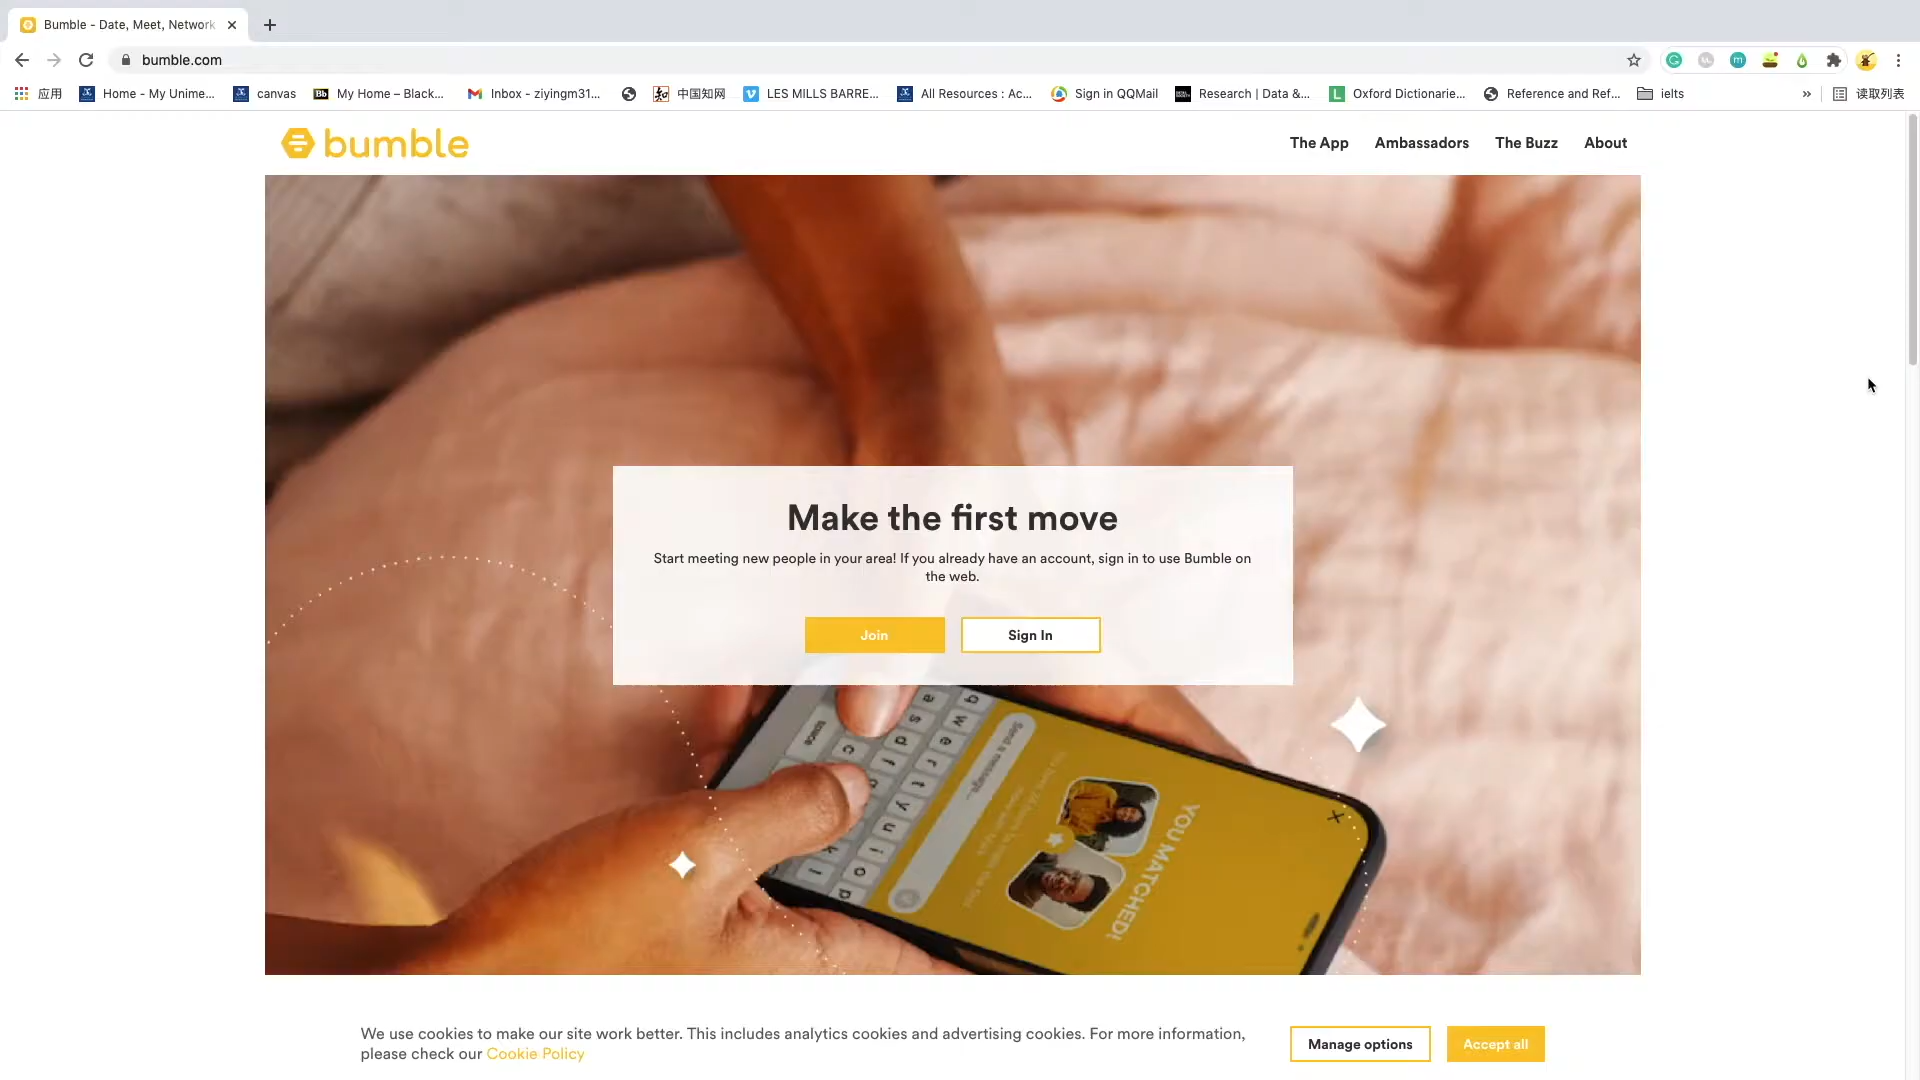 Bumble - Date, Meet, Network
bumble.com
应用
Home - My Unime...
canvas
My Home – Black...
Inbox - ziyingm31...
中国知网
LES MILLS BARRE...
All Resources : Ac...
Sign in QQMail
Research | Data &...
Oxford Dictionarie...
Reference and Ref...
ielts
»
读取列表
bumble
The App
Ambassadors
The Buzz
About
Make the first move
Start meeting new people in your area! If you already have an account, sign in to use Bumble on
the web.
Join
Sign In
space
Send a message...
YOU MATCHED!
We use cookies to make our site work better. This includes analytics cookies and advertising cookies. For more information,
please check our Cookie Policy
Manage options
Accept all